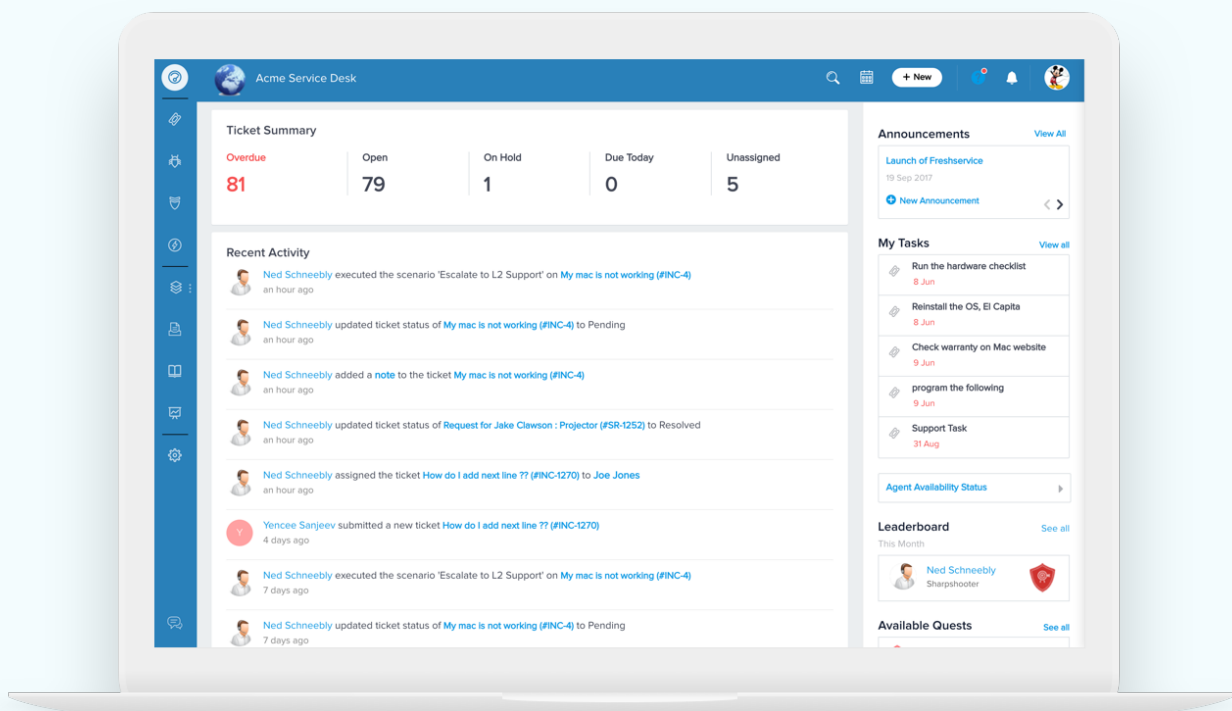 Acme Service Desk
+ New
Ticket Summary
Overdue
Open
On Hold
Due Today
Unassigned
81
79
1
0
5
Recent Activity
Ned Schneebly executed the scenario 'Escalate to L2 Support' on My mac is not working (#INC-4)
an hour ago
Ned Schneebly updated ticket status of My mac is not working (#INC-4) to Pending
an hour ago
Ned Schneebly added a note to the ticket My mac is not working (#INC-4)
an hour ago
Ned Schneebly updated ticket status of Request for Jake Clawson : Projector (#SR-1252) to Resolved
an hour ago
Ned Schneebly assigned the ticket How do I add next line ?? (#INC-1270) to Joe Jones
an hour ago
Y
Yencee Sanjeev submitted a new ticket How do I add next line ?? (#INC-1270)
4 days ago
Ned Schneebly executed the scenario 'Escalate to L2 Support' on My mac is not working (#INC-4)
7 days ago
Ned Schneebly updated ticket status of My mac is not working (#INC-4) to Pending
7 days ago
Announcements
View All
Launch of Freshservice
19 Sep 2017
New Announcement
My Tasks
View all
Run the hardware checklist
8 Jun
Reinstall the OS, El Capita
8 Jun
Check warranty on Mac website
9 Jun
program the following
9 Jun
Support Task
31 Aug
Agent Availability Status
Leaderboard
See all
This Month
Ned Schneebly
Sharpshooter
Available Quests
See all